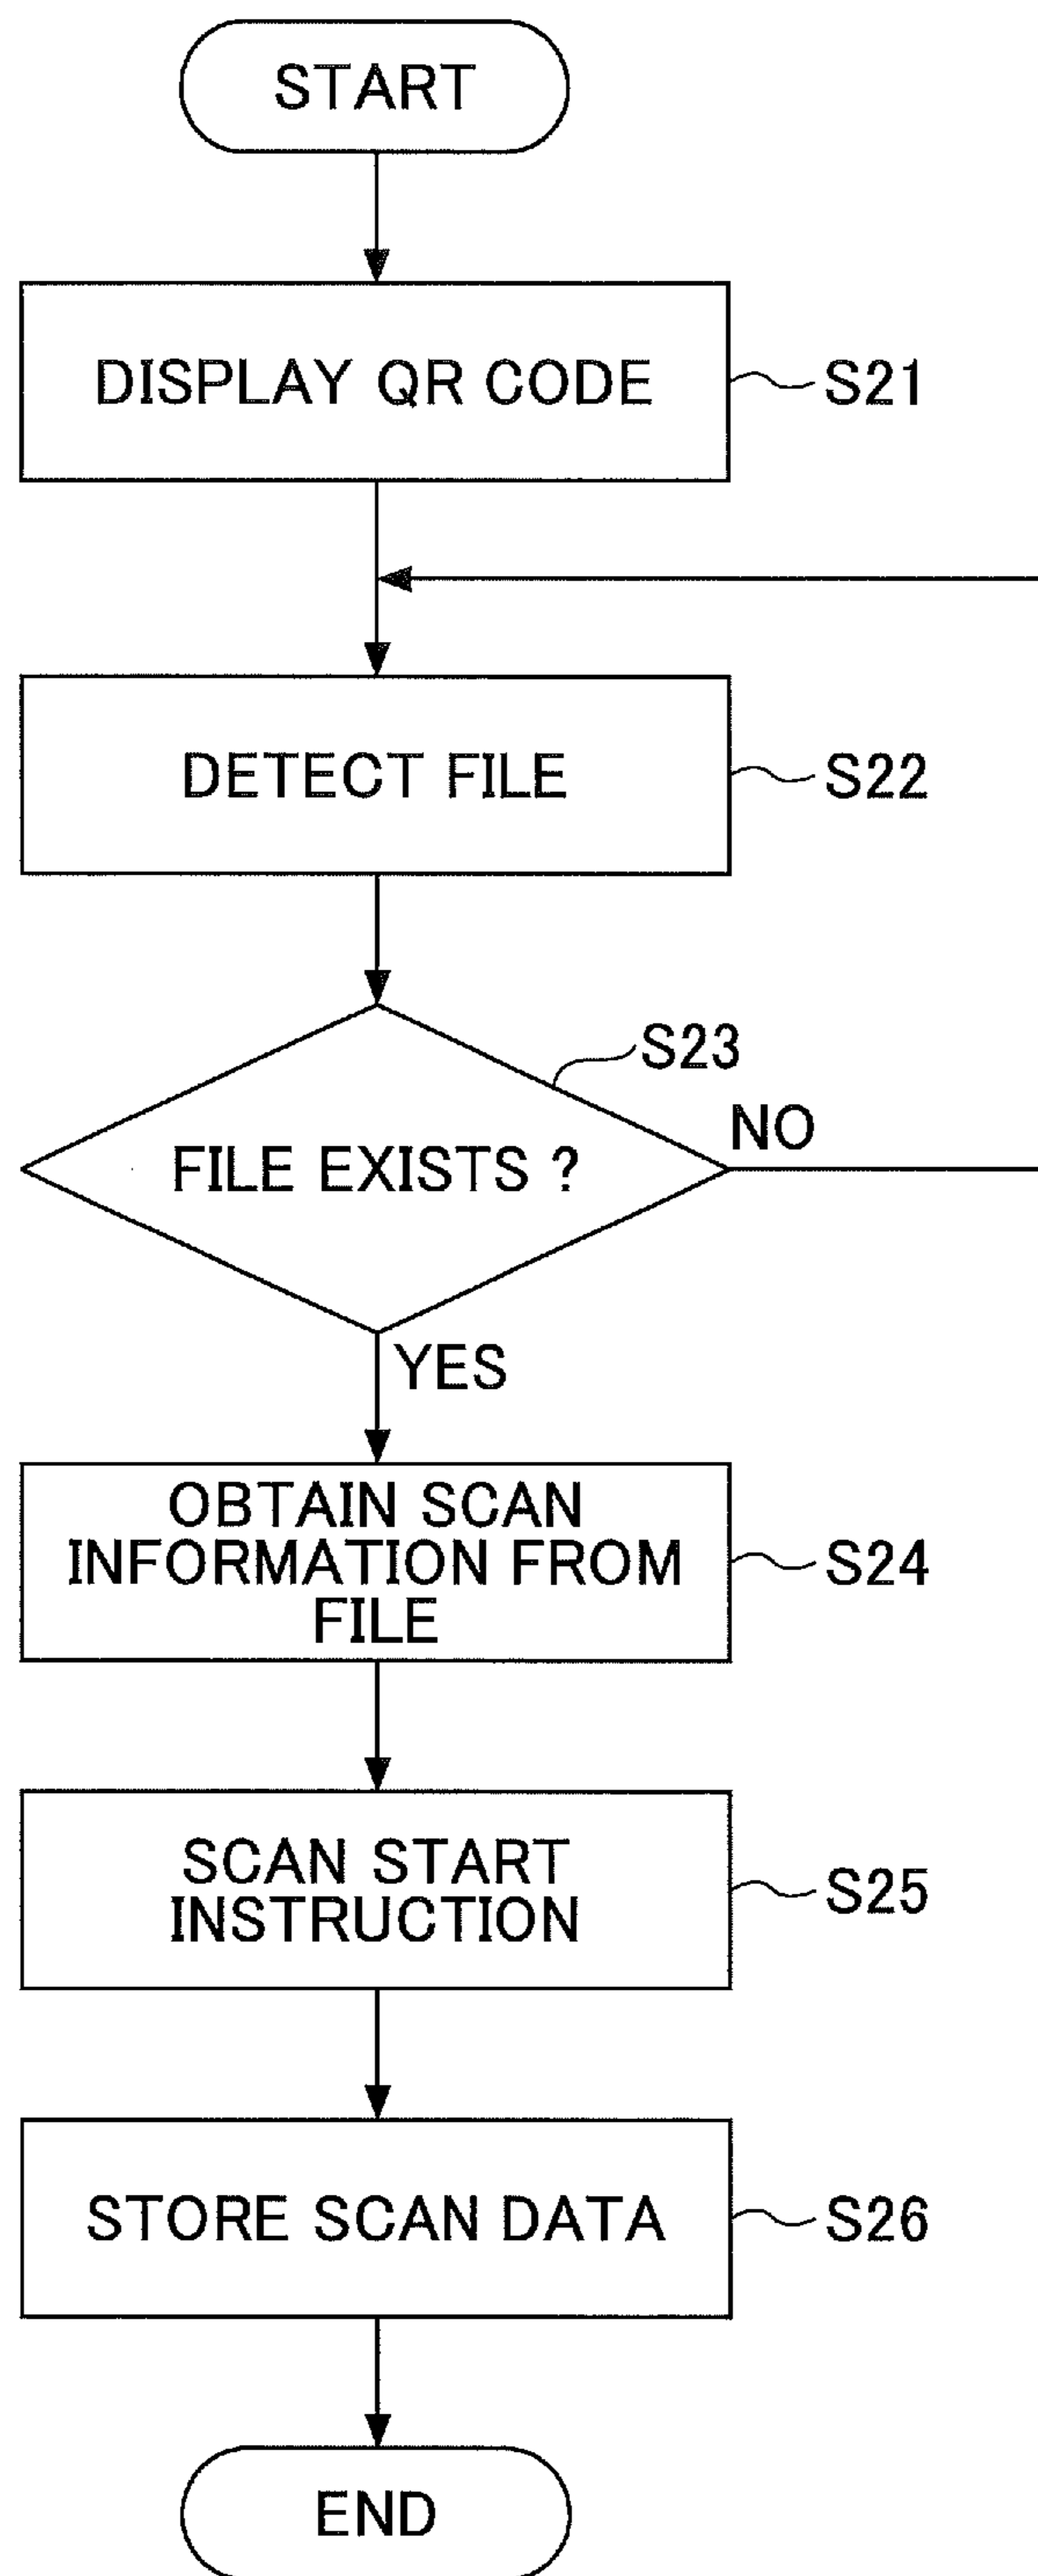 START
DISPLAY QR CODE
S21
DETECT FILE
S22
S23
FILE EXISTS ?
NO
YES
OBTAIN SCAN
INFORMATION FROM
FILE
S24
SCAN START
INSTRUCTION
S25
STORE SCAN DATA
S26
END